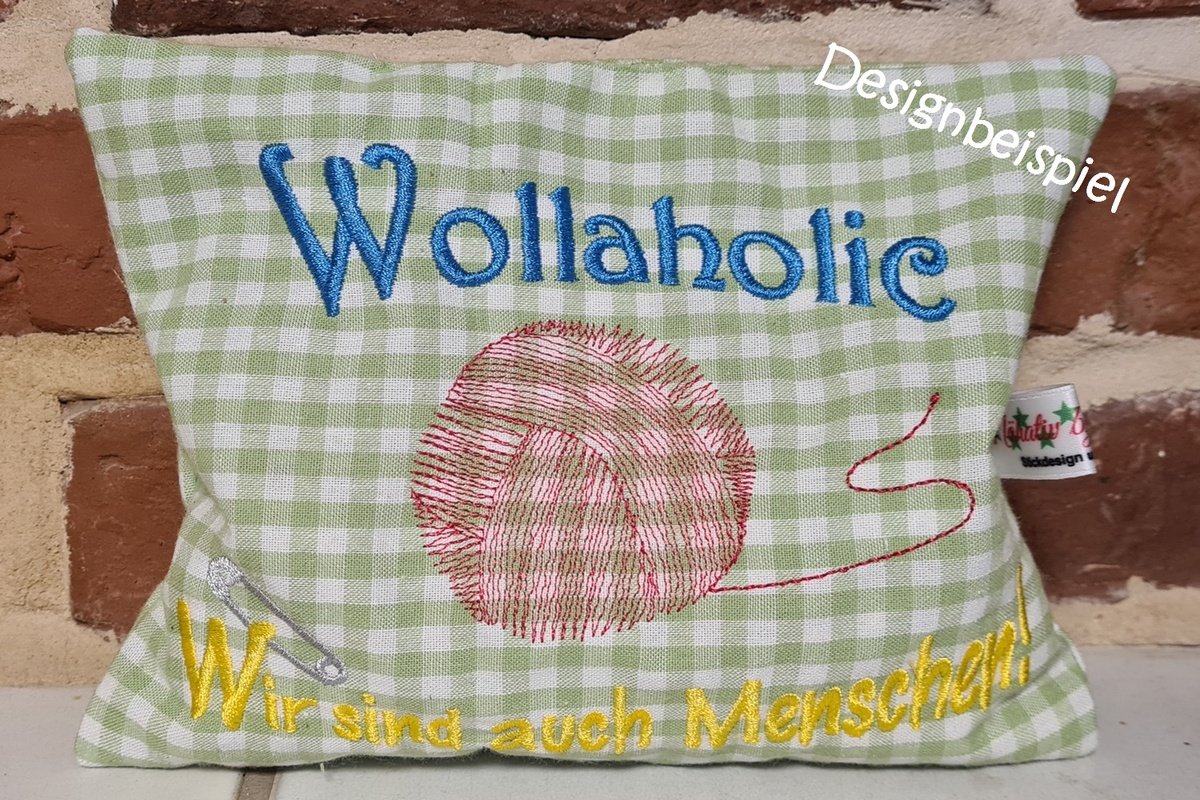 Designbeispiel
Wollaholic
Stickdesign
Wir sind auch Menschen!